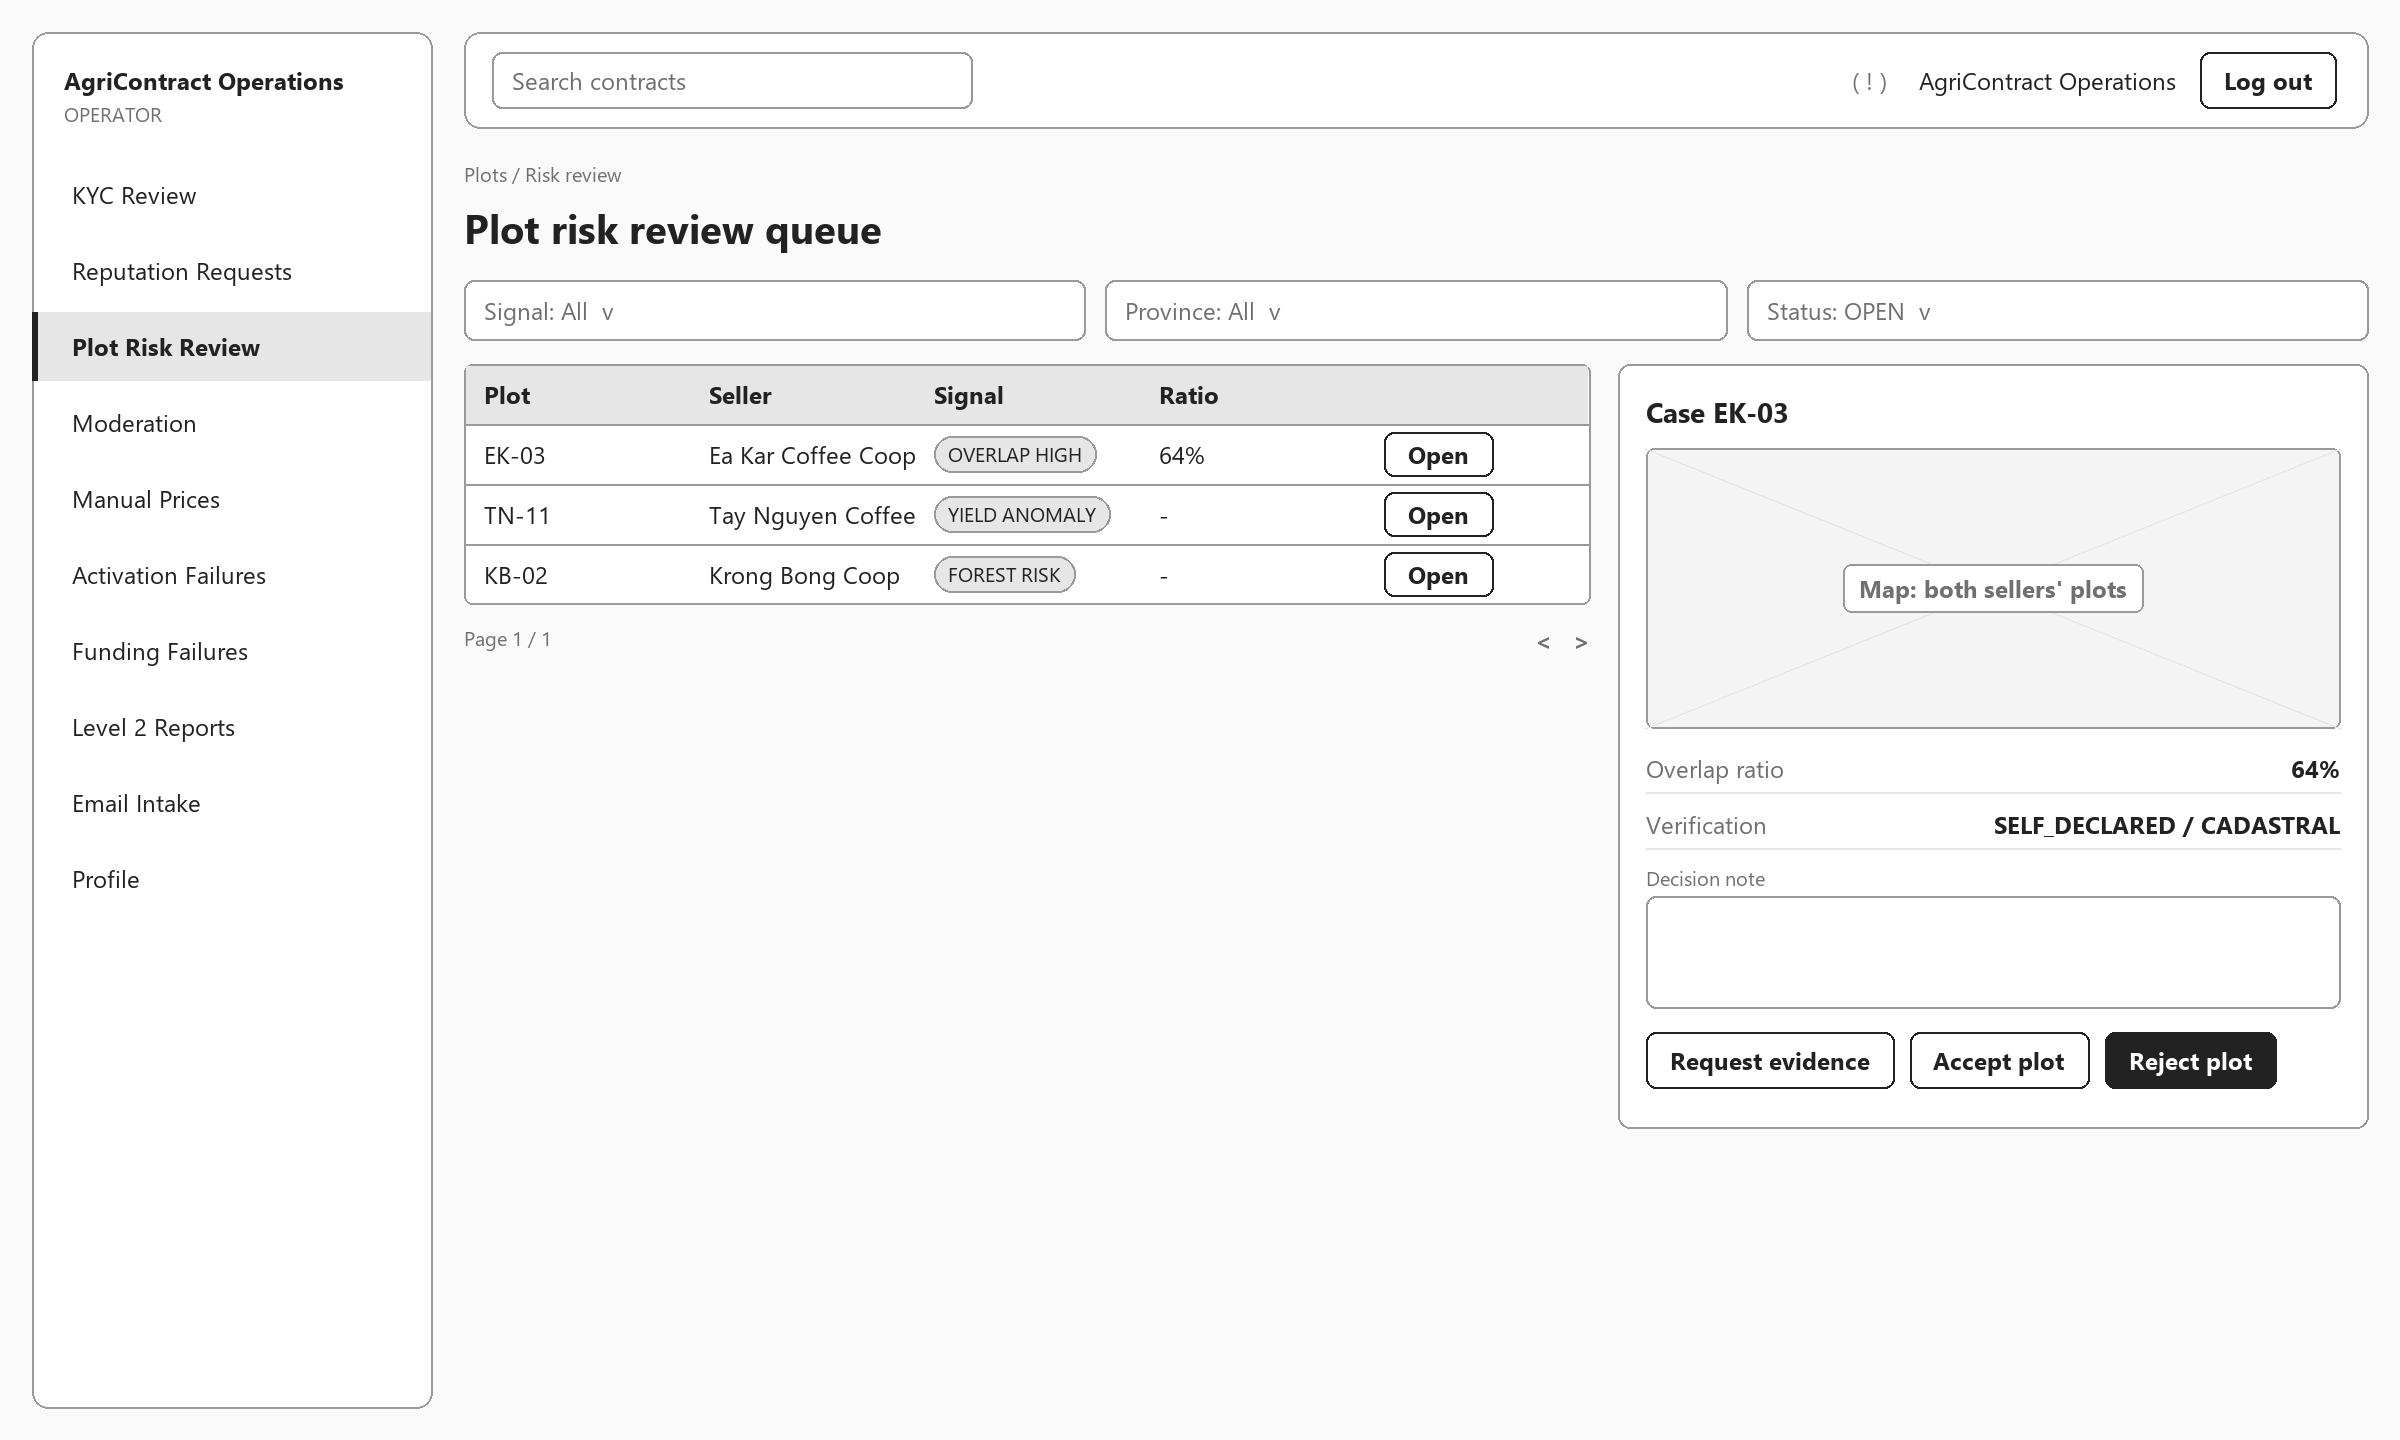 AgriContract Operations
OPERATOR
KYC Review
Reputation Requests
Plot Risk Review
Moderation
Manual Prices
Activation Failures
Funding Failures
Level 2 Reports
Email Intake
Profile
Search contracts
( ! ) AgriContract Operations Log out
Plots / Risk review
Plot risk review queue
Signal: All v Province: All v Status: OPEN v
Plot Seller Signal Ratio
EK-03 Ea Kar Coffee Coop OVERLAP HIGH 64% Open
TN-11 Tay Nguyen Coffee YIELD ANOMALY - Open
KB-02 Krong Bong Coop FOREST RISK - Open
Page 1 / 1 < >
Case EK-03
Map: both sellers' plots
Overlap ratio 64%
Verification SELF_DECLARED / CADASTRAL
Decision note
Request evidence Accept plot Reject plot